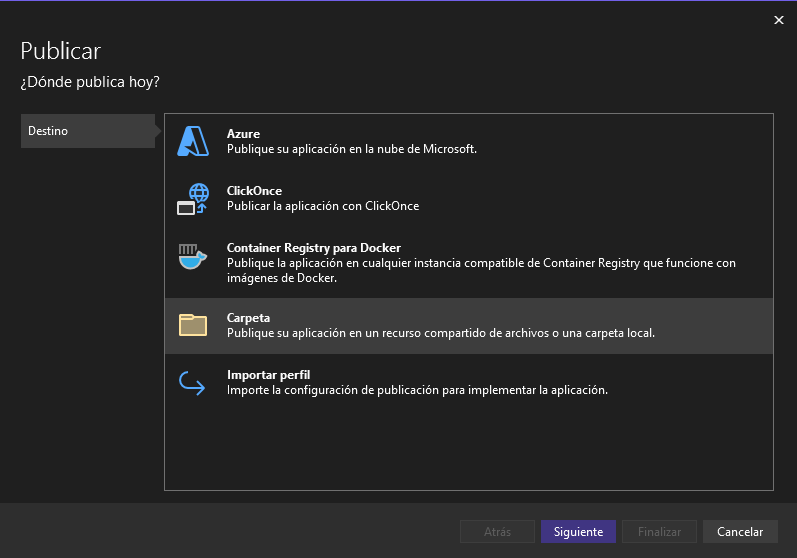 Publicar
¿Dónde publica hoy?
Destino
Azure
Publique su aplicación en la nube de Microsoft.
ClickOnce
Publicar la aplicación con ClickOnce
Container Registry para Docker
Publique la aplicación en cualquier instancia compatible de Container Registry que funcione con
imágenes de Docker.
Carpeta
Publique su aplicación en un recurso compartido de archivos o una carpeta local.
Importar perfil
Importe la configuración de publicación para implementar la aplicación.
Atrás
Siguiente
Finalizar
Cancelar